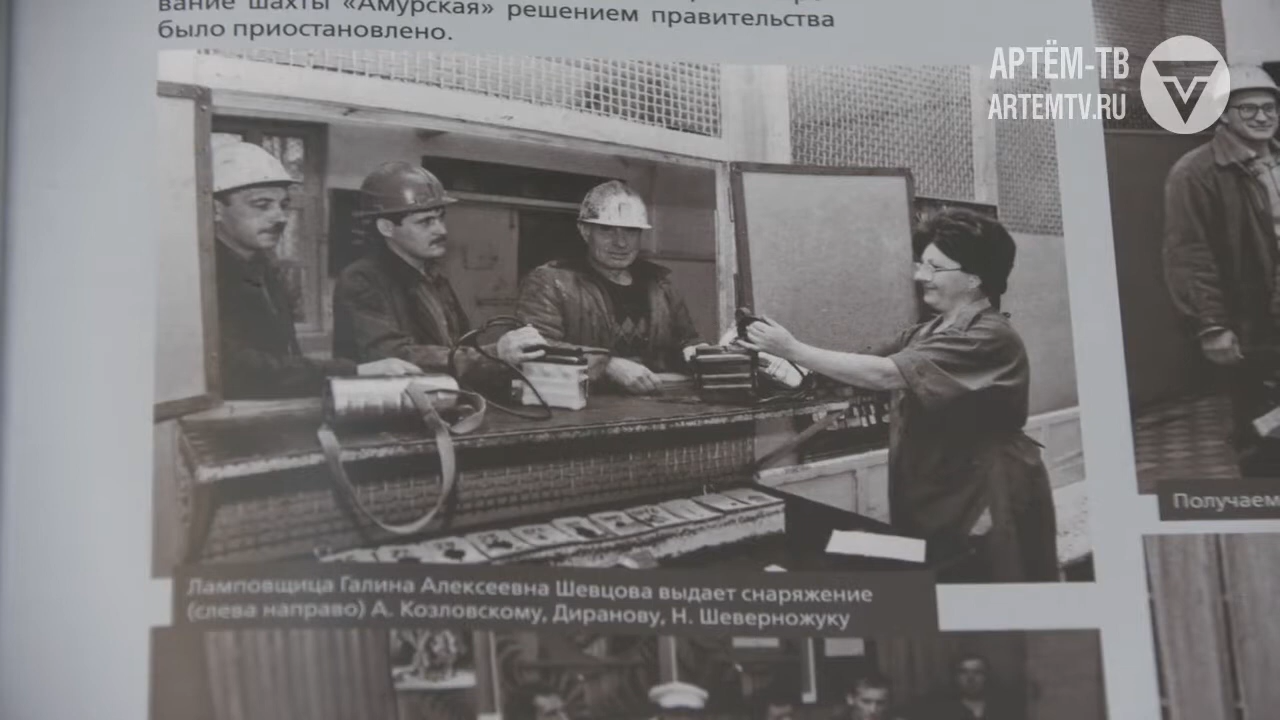 вание шахты «Амурская» решением правительства
было приостановлено.
АРТЁМ-ТВ
ARTEMTV.RU
Получаем
Ламповщица Галина Алексеевна Шевцова выдает снаряжение
(слева направо) А. Козловскому, Диранову, Н. Шеверножуку